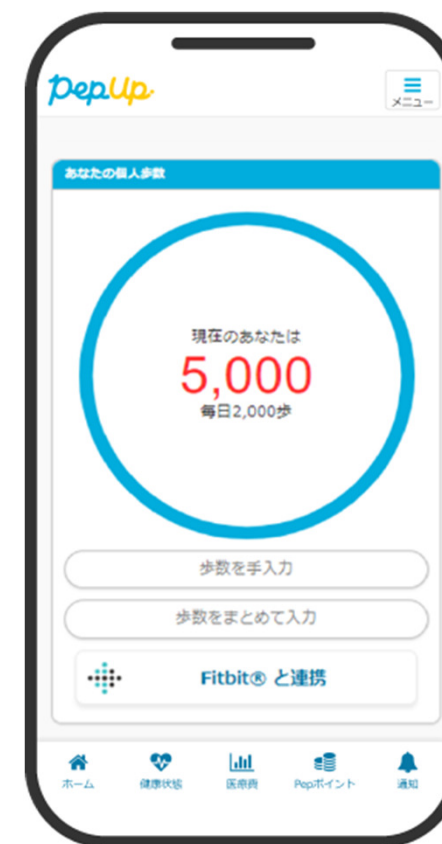 PepUp
メニュー
あなたの個人歩数
現在のあなたは
5,000
毎日2,000歩
歩数を手入力
歩数をまとめて入力
Fitbit® と連携
ホーム 健康状態 医療費 Pepポイント 通知